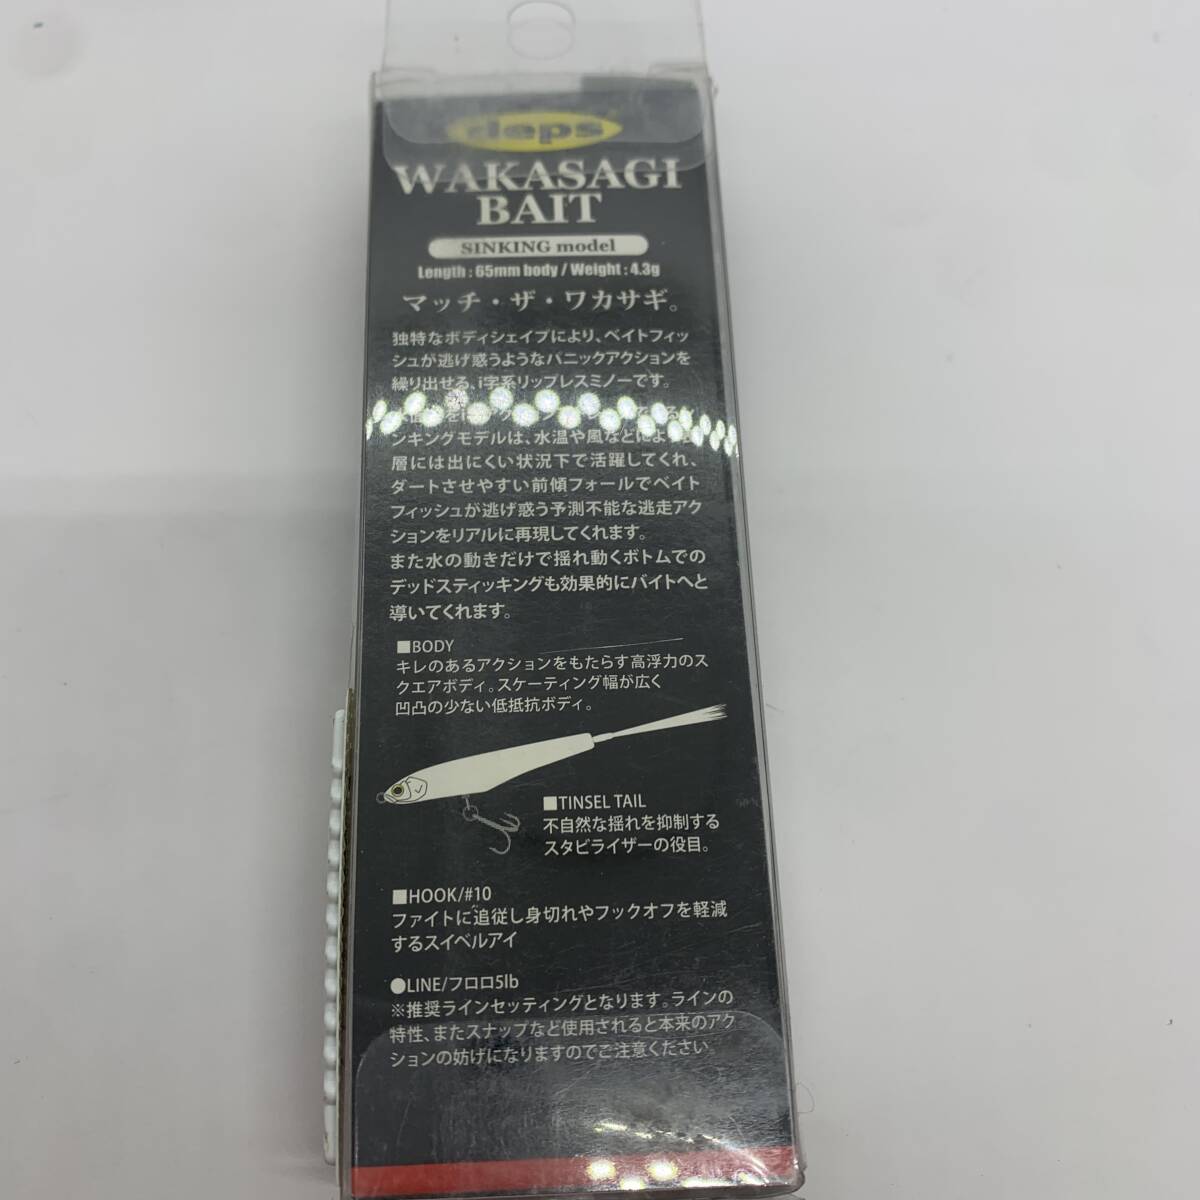 deps
WAKASAGI
BAIT
SINKING model
Length : 65mm body / Weight : 4.3g
マッチ・ザ・ワカサギ。
独特なボディシェイプにより、ベイトフィッ
シュが逃げ惑うようなパニックアクションを
繰り出せる、i字系リップレスミノーです。
ンキングモデルは、水温や風などによ
層には出にくい状況下で活躍してくれ、
ダートさせやすい前傾フォールでベイト
フィッシュが逃げ惑う予測不能な逃走アク
ションをリアルに再現してくれます。
また水の動きだけで揺れ動くボトムでの
デッドスティッキングも効果的にバイトへと
導いてくれます。
■BODY
キレのあるアクションをもたらす高浮力のス
クエアボディ。スケーティング幅が広く
凹凸の少ない低抵抗ボディ。
■TINSEL TAIL
不自然な揺れを抑制する
スタビライザーの役目。
■HOOK/#10
ファイトに追従し身切れやフックオフを軽減
するスイベルアイ
●LINE/フロロ5lb
※推奨ラインセッティングとなります。ラインの
特性、またスナップなど使用されると本来のアク
ションの妨げになりますのでご注意ください。